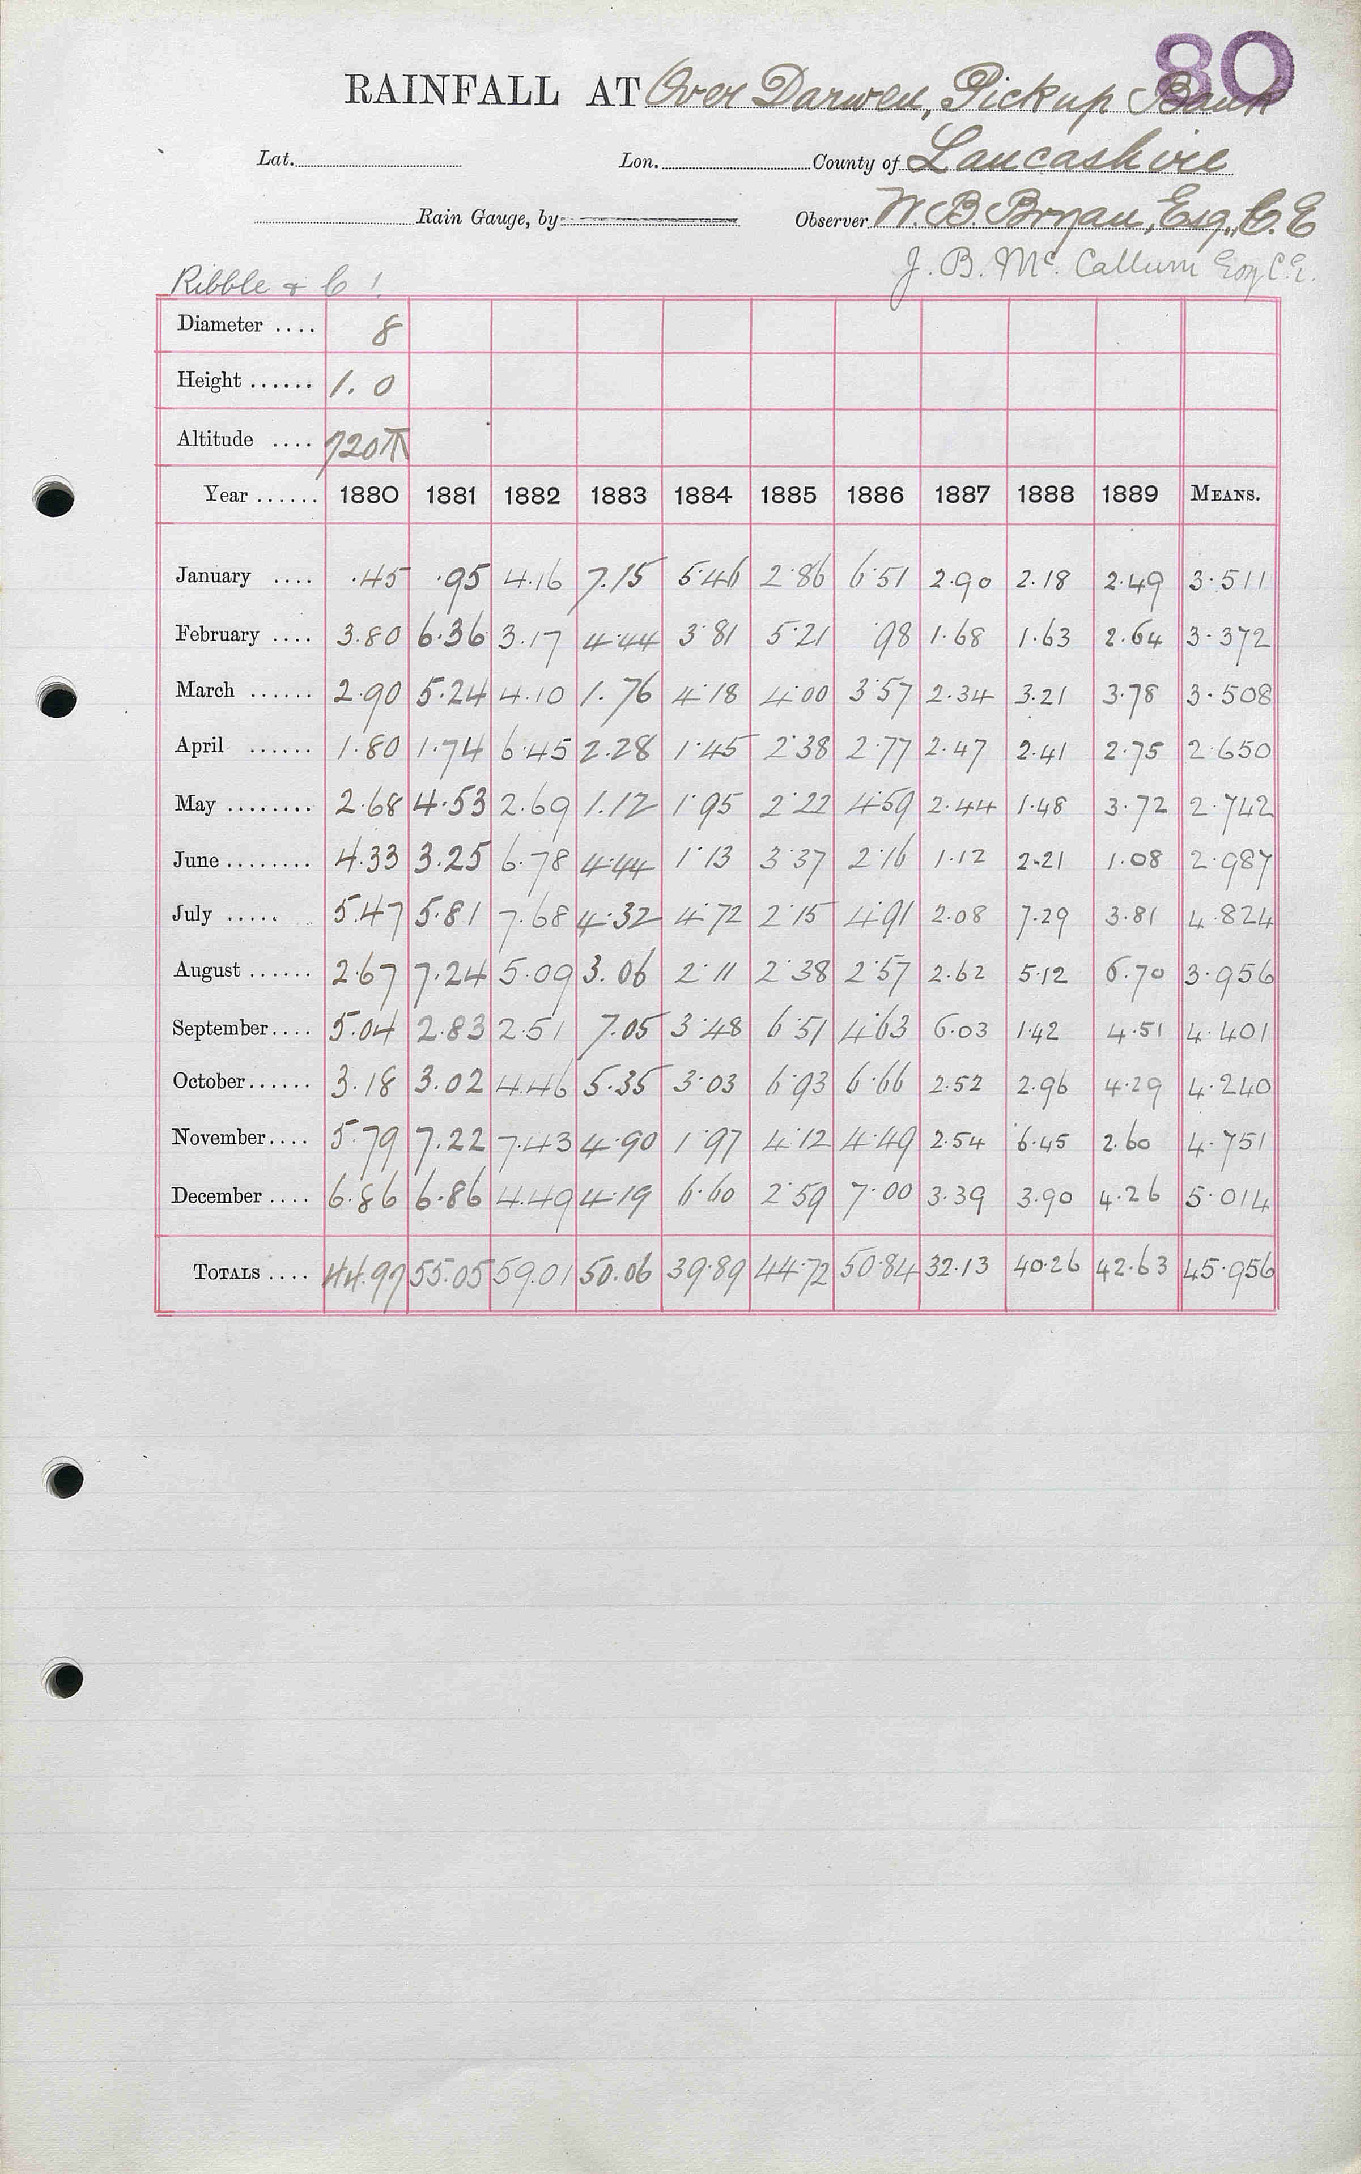 80
RAINFALL AT Over Darwen, Pickup Bank
Lat. Lon. County of Lancashire
Rain Gauge, by Observer W. B. Bryan, Esq., C.E
J. B. Mc. Callum Esq C.E.
Ribble & C
Diameter .... 8
Height ...... 1. 0
Altitude .... 720
Year ...... 1880 1881 1882 1883 1884 1885 1886 1887 1888 1889 MEANS.
January .... .45 .95 4.16 7.15 5.46 2.86 6.51 2.90 2.18 2.49 3.511
February .... 3.80 6.36 3.17 4.44 3.81 5.21 .98 1.68 1.63 2.64 3.372
March ...... 2.90 5.24 4.10 1.76 4.18 4.00 3.57 2.34 3.21 3.78 3.508
April ...... 1.80 1.74 6.45 2.28 1.45 2.38 2.77 2.47 2.41 2.75 2.650
May ........ 2.68 4.53 2.69 1.12 1.95 2.22 4.59 2.44 1.48 3.72 2.742
June ........ 4.33 3.25 6.78 4.44 1.13 3.37 2.16 1.12 2.21 1.08 2.987
July ..... 5.47 5.81 7.68 4.32 4.72 2.15 4.91 2.08 7.29 3.81 4.824
August ...... 2.67 7.24 5.09 3.06 2.11 2.38 2.57 2.62 5.12 6.70 3.956
September .... 5.04 2.83 2.51 7.05 3.48 6.51 4.63 6.03 1.42 4.51 4.401
October ...... 3.18 3.02 4.46 5.35 3.03 6.93 6.66 2.52 2.96 4.29 4.240
November .... 5.79 7.22 7.43 4.90 1.97 4.12 4.49 2.54 6.45 2.60 4.751
December .... 6.86 6.86 4.49 4.19 6.60 2.59 7.00 3.39 3.90 4.26 5.014
TOTALS .... 44.97 55.05 59.01 50.06 39.89 44.72 50.84 32.13 40.26 42.63 45.956